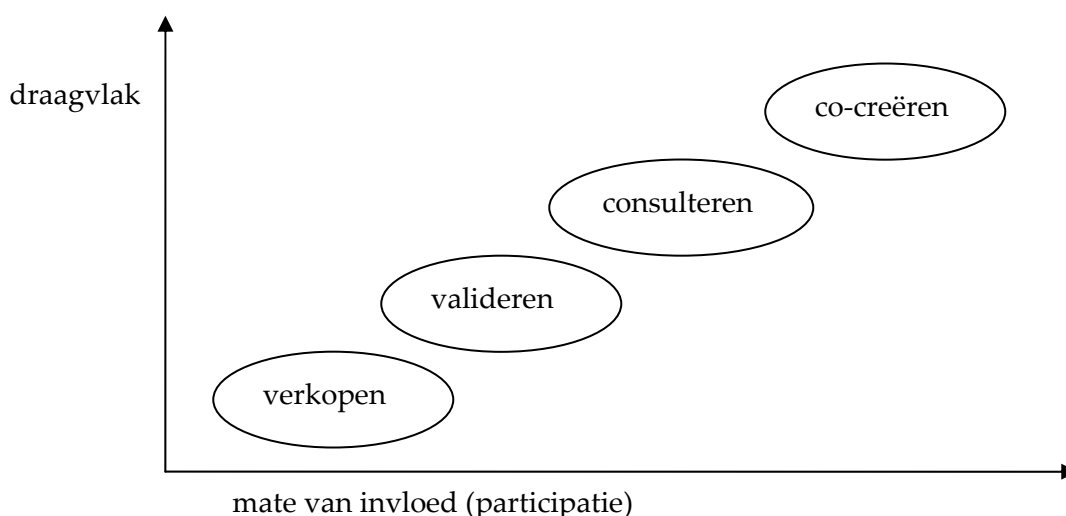 draagvlak
co-creëren
consulteren
valideren
verkopen
mate van invloed (participatie)